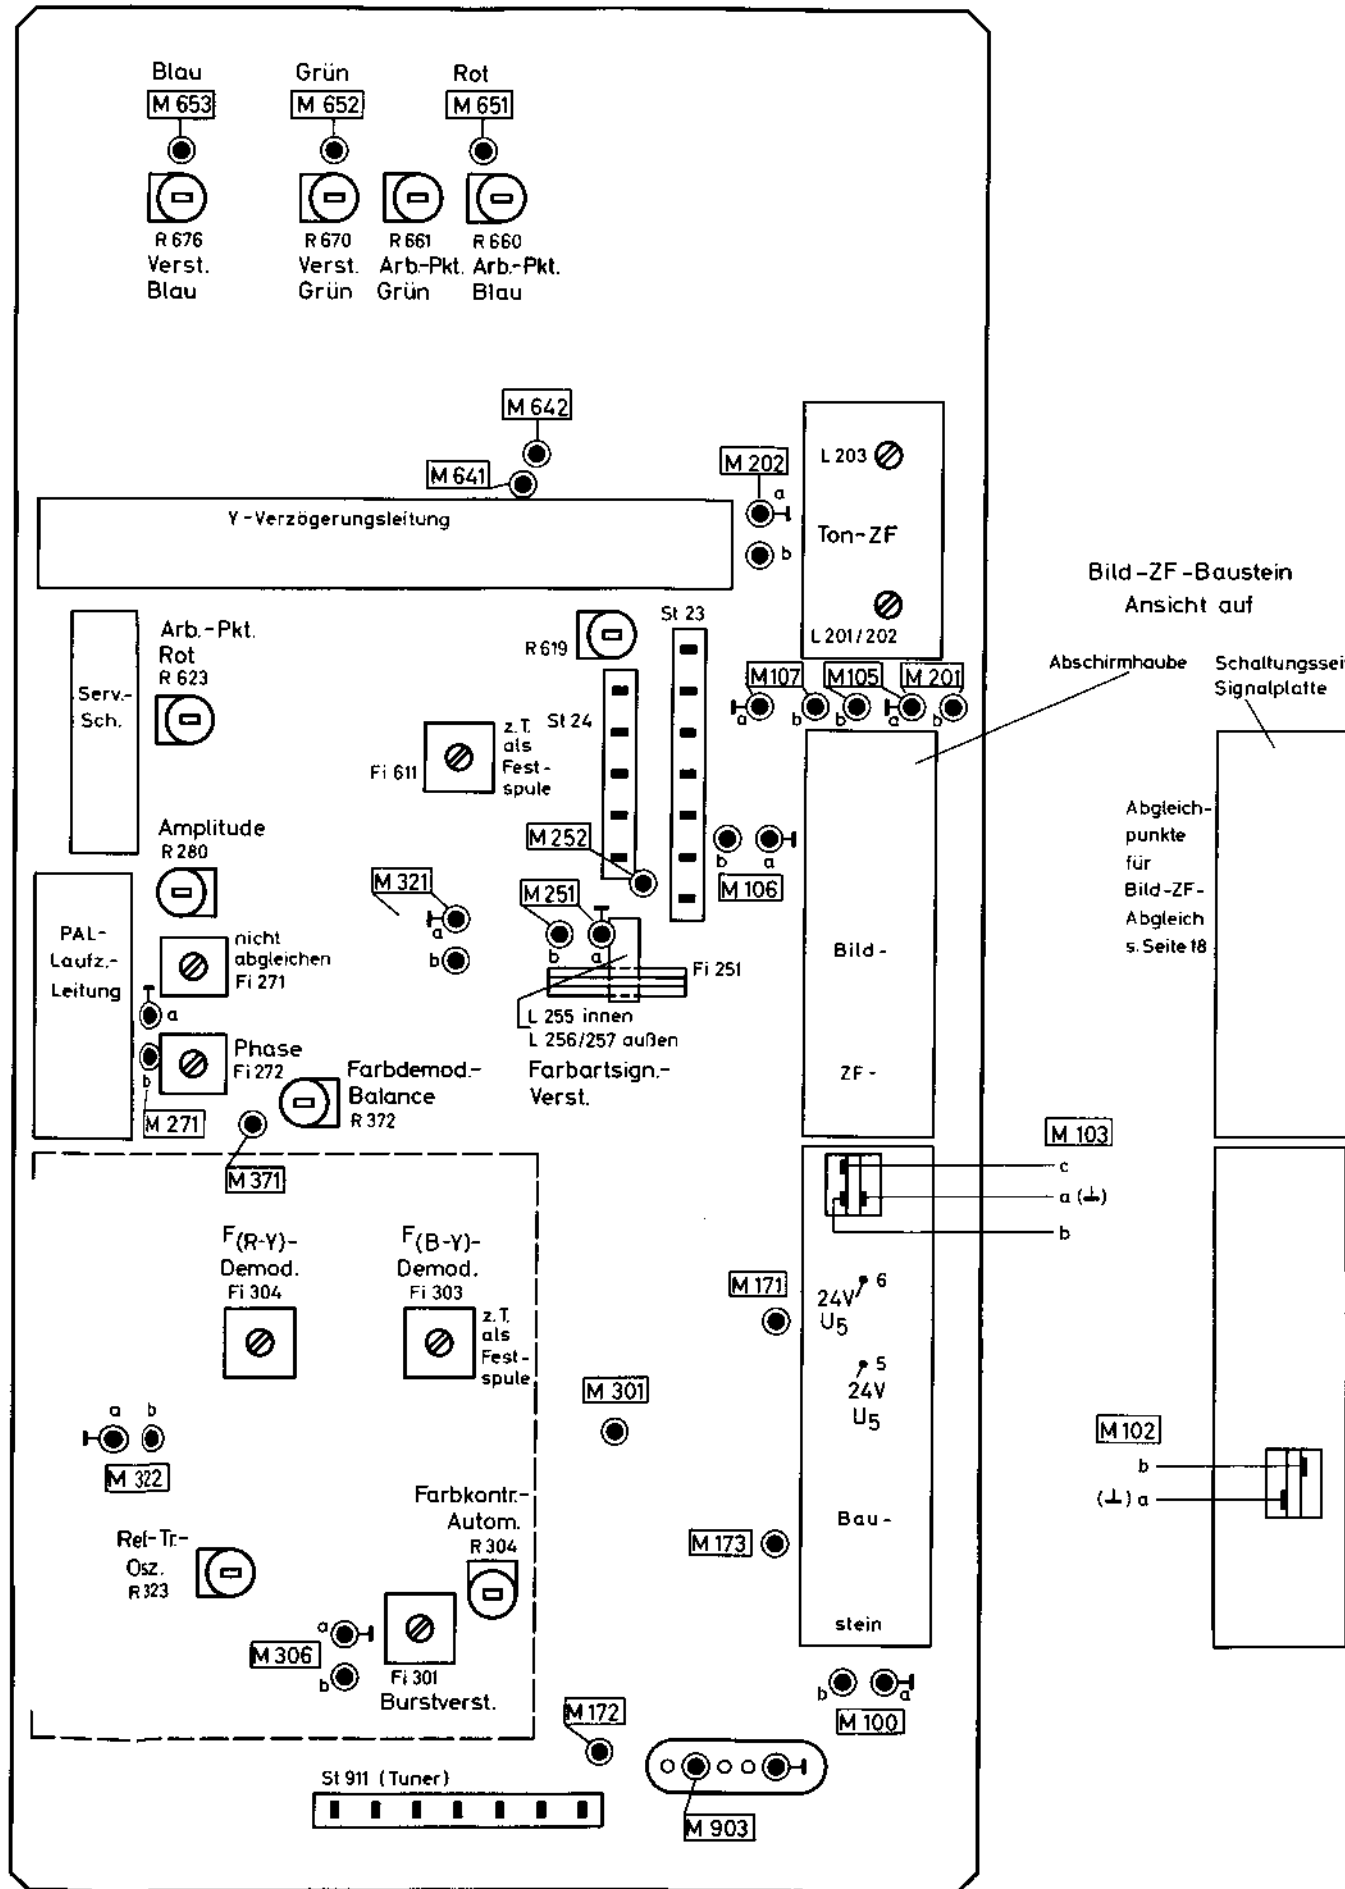 Blau
Grün
Rot
M 653
M 652
M 651
R 676
R 670
R 661
R 660
Verst.
Verst.
Arb.-Pkt.
Arb.-Pkt.
Blau
Grün
Grün
Blau
M 642
M 641
M 202
a
b
L 203
Ton-ZF
L 201/202
Y-Verzögerungsleitung
Bild-ZF-Baustein
Ansicht auf
Abschirmhaube
Schaltungssei
Signalplatte
Serv.-
Sch.
Arb.-Pkt.
Rot
R 623
R 619
St 23
St 24
M 107
M 105
M 201
a
b
b
a
b
Fi 611
z.T.
als
Fest-
spule
Abgleich-
punkte
für
Bild-ZF-
Abgleich
s. Seite 18
Amplitude
R 280
M 252
b
a
M 106
M 321
a
b
M 251
b
a
Fi 251
PAL-
Laufz.-
Leitung
nicht
abgleichen
Fi 271
a
b
Phase
Fi 272
M 271
L 255 innen
L 256/257 außen
Farbartsign.-
Verst.
Farbdemod.-
Balance
R 372
M 371
Bild-
ZF-
M 103
c
a (⊥)
b
F(R-Y)-
Demod.
Fi 304
F(B-Y)-
Demod.
Fi 303
z.T.
als
Fest-
spule
M 171
6
24V
U5
5
24V
U5
M 301
a
b
M 322
M 102
b
(⊥) a
Farbkontr.-
Autom.
R 304
M 173
Bau-
stein
Ref-Tr.-
Osz.
R 323
a
M 306
b
Fi 301
Burstverst.
b
a
M 100
M 172
St 911 (Tuner)
M 903